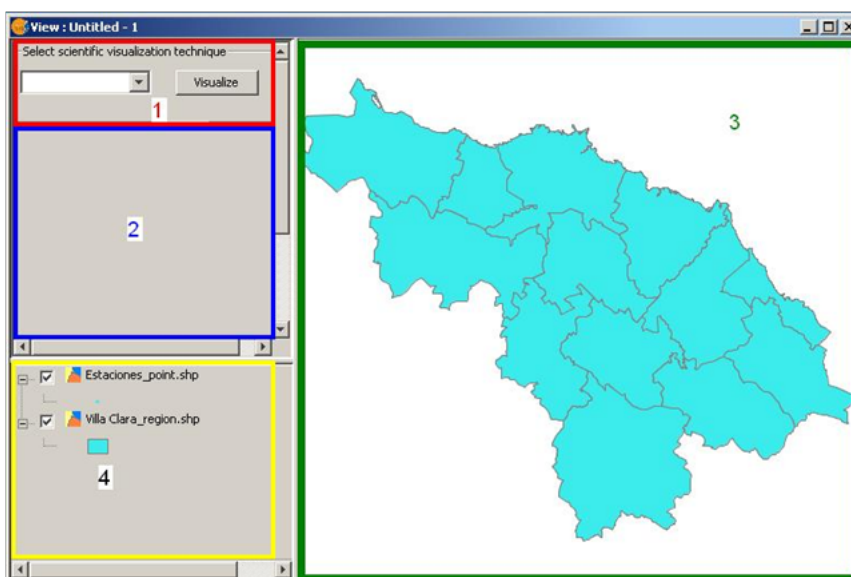 View : Untitled - 1
Select scientific visualization technique
Visualize
1
2
3
Estaciones_point.shp
Villa Clara_region.shp
4